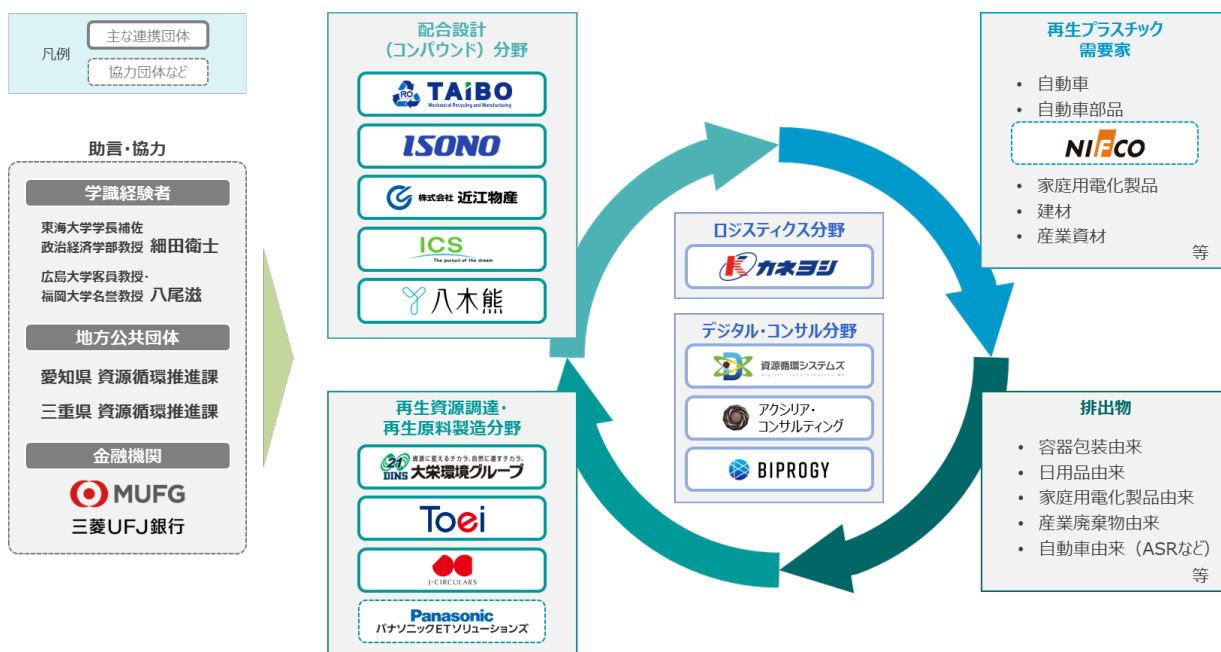 凡例
主な連携団体
協力団体など
助言・協力
学識経験者
東海大学学長補佐
政治経済学部教授 細田衛士
広島大学客員教授・
福岡大学名誉教授 八尾滋
地方公共団体
愛知県 資源循環推進課
三重県 資源循環推進課
金融機関
MUFG
三菱UFJ銀行
配合設計
（コンパウンド）分野
RO TAiBO
Mechanical Recycling and Manufacturing
ISONO
株式会社 近江物産
ICS
The pursuit of the dream
八木熊
再生資源調達・
再生原料製造分野
21 DINS
資源に変えるチカラ、自然に還すチカラ。
大栄環境グループ
Toei
J-CIRCULARS
Panasonic
パナソニックETソリューションズ
ロジスティクス分野
カネヨシ
デジタル・コンサル分野
資源循環システムズ
アクシリア・
コンサルティング
BIPROGY
再生プラスチック
需要家
• 自動車
• 自動車部品
NIFCO
• 家庭用電化製品
• 建材
• 産業資材
等
排出物
• 容器包装由来
• 日用品由来
• 家庭用電化製品由来
• 産業廃棄物由来
• 自動車由来（ASRなど）
等